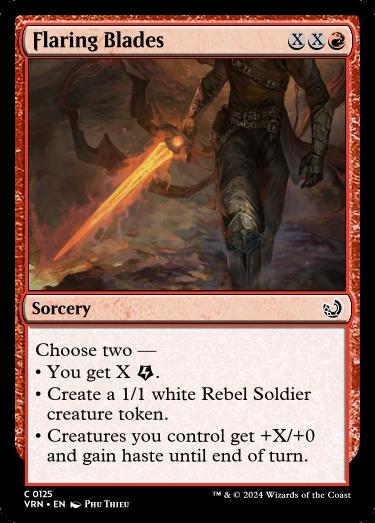 Flaring Blades XXR
Sorcery
Choose two —
• You get X ⚡.
• Create a 1/1 white Rebel Soldier
creature token.
• Creatures you control get +X/+0
and gain haste until end of turn.
C 0125
VRN • EN Phu Thieu
™ & © 2024 Wizards of the Coast